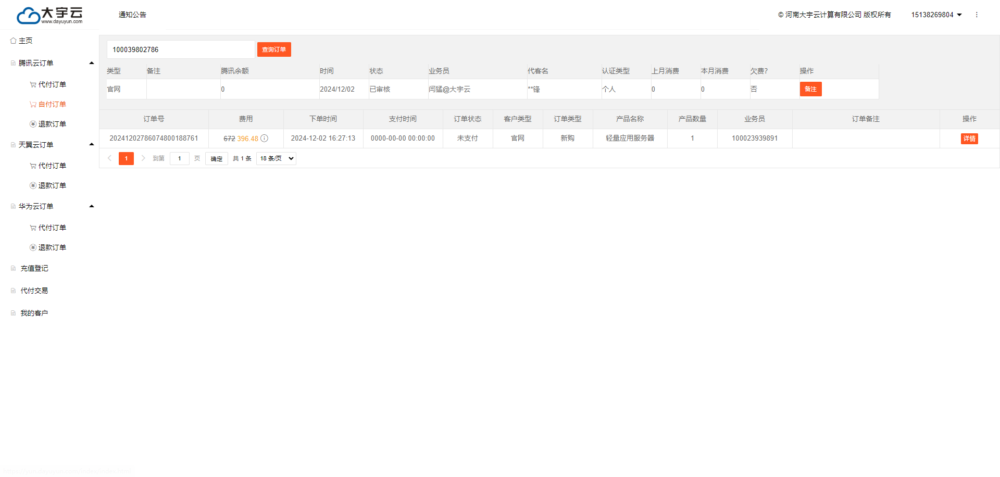 大宇云
www.dayuyun.com
通知公告
© 河南大宇云计算有限公司 版权所有
15138269804
主页
腾讯云订单
代付订单
自付订单
退款订单
天翼云订单
代付订单
退款订单
华为云订单
代付订单
退款订单
充值登记
代付交易
我的客户
100039802786 查询订单
类型 备注 腾讯余额 时间 状态 业务员 代客名 认证类型 上月消费 本月消费 欠费? 操作
官网 0 2024/12/02 已审核 闫猛@大宇云 **锋 个人 0 0 否 备注
订单号 费用 下单时间 支付时间 订单状态 客户类型 订单类型 产品名称 产品数量 业务员 订单备注 操作
20241202786074800188761 672 396.48 2024-12-02 16:27:13 0000-00-00 00:00:00 未支付 官网 新购 轻量应用服务器 1 100023939891 详情
1 到第 1 页 确定 共 1 条 18 条/页